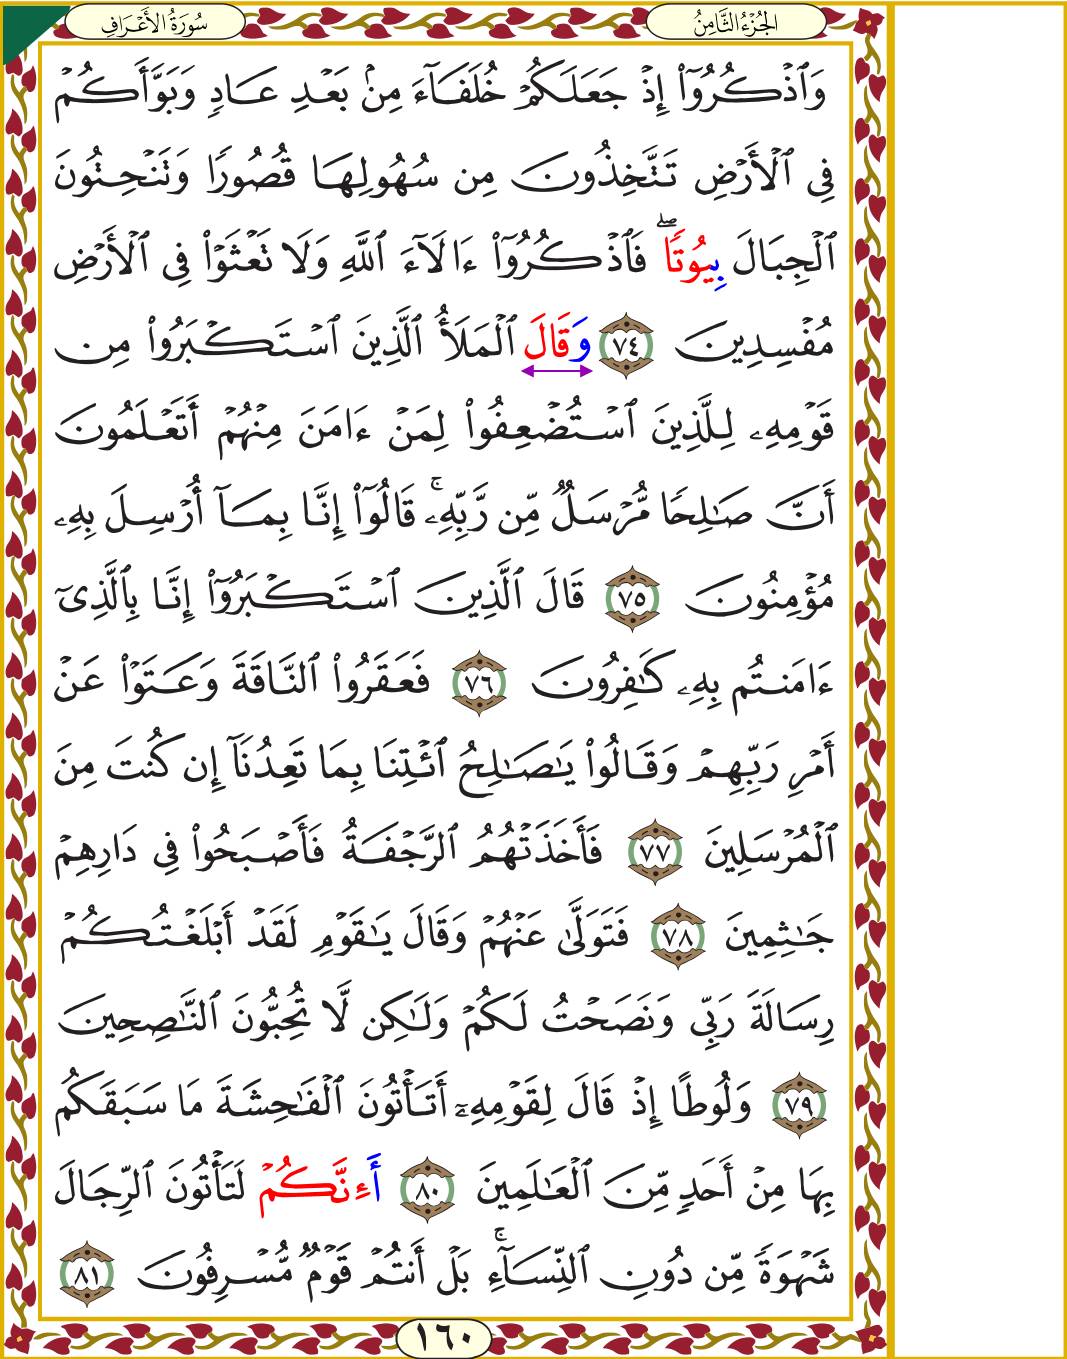 الجُزْءُ الثَّامِنُ
سُورَةُ الأَعْرَافِ
وَٱذْكُرُوٓا۟ إِذْ جَعَلَكُمْ خُلَفَآءَ مِنۢ بَعْدِ عَادٍ وَبَوَّأَكُمْ
فِى ٱلْأَرْضِ تَتَّخِذُونَ مِن سُهُولِهَا قُصُورًا وَتَنْحِتُونَ
ٱلْجِبَالَ بِيُوتًا ۖ فَٱذْكُرُوٓا۟ ءَالَآءَ ٱللَّهِ وَلَا تَعْثَوْا۟ فِى ٱلْأَرْضِ
مُفْسِدِينَ ٧٤ وَقَالَ ٱلْمَلَأُ ٱلَّذِينَ ٱسْتَكْبَرُوا۟ مِن
قَوْمِهِۦ لِلَّذِينَ ٱسْتُضْعِفُوا۟ لِمَنْ ءَامَنَ مِنْهُمْ أَتَعْلَمُونَ
أَنَّ صَـٰلِحًا مُّرْسَلٌ مِّن رَّبِّهِۦ ۚ قَالُوٓا۟ إِنَّا بِمَآ أُرْسِلَ بِهِۦ
مُؤْمِنُونَ ٧٥ قَالَ ٱلَّذِينَ ٱسْتَكْبَرُوٓا۟ إِنَّا بِٱلَّذِىٓ
ءَامَنتُم بِهِۦ كَـٰفِرُونَ ٧٦ فَعَقَرُوا۟ ٱلنَّاقَةَ وَعَتَوْا۟ عَنْ
أَمْرِ رَبِّهِمْ وَقَالُوا۟ يَـٰصَـٰلِحُ ٱئْتِنَا بِمَا تَعِدُنَآ إِن كُنتَ مِنَ
ٱلْمُرْسَلِينَ ٧٧ فَأَخَذَتْهُمُ ٱلرَّجْفَةُ فَأَصْبَحُوا۟ فِى دَارِهِمْ
جَـٰثِمِينَ ٧٨ فَتَوَلَّىٰ عَنْهُمْ وَقَالَ يَـٰقَوْمِ لَقَدْ أَبْلَغْتُكُمْ
رِسَالَةَ رَبِّى وَنَصَحْتُ لَكُمْ وَلَـٰكِن لَّا تُحِبُّونَ ٱلنَّـٰصِحِينَ
٧٩ وَلُوطًا إِذْ قَالَ لِقَوْمِهِۦٓ أَتَأْتُونَ ٱلْفَـٰحِشَةَ مَا سَبَقَكُم
بِهَا مِنْ أَحَدٍ مِّنَ ٱلْعَـٰلَمِينَ ٨٠ أَءِنَّكُمْ لَتَأْتُونَ ٱلرِّجَالَ
شَهْوَةً مِّن دُونِ ٱلنِّسَآءِ ۚ بَلْ أَنتُمْ قَوْمٌ مُّسْرِفُونَ ٨١
١٦٠